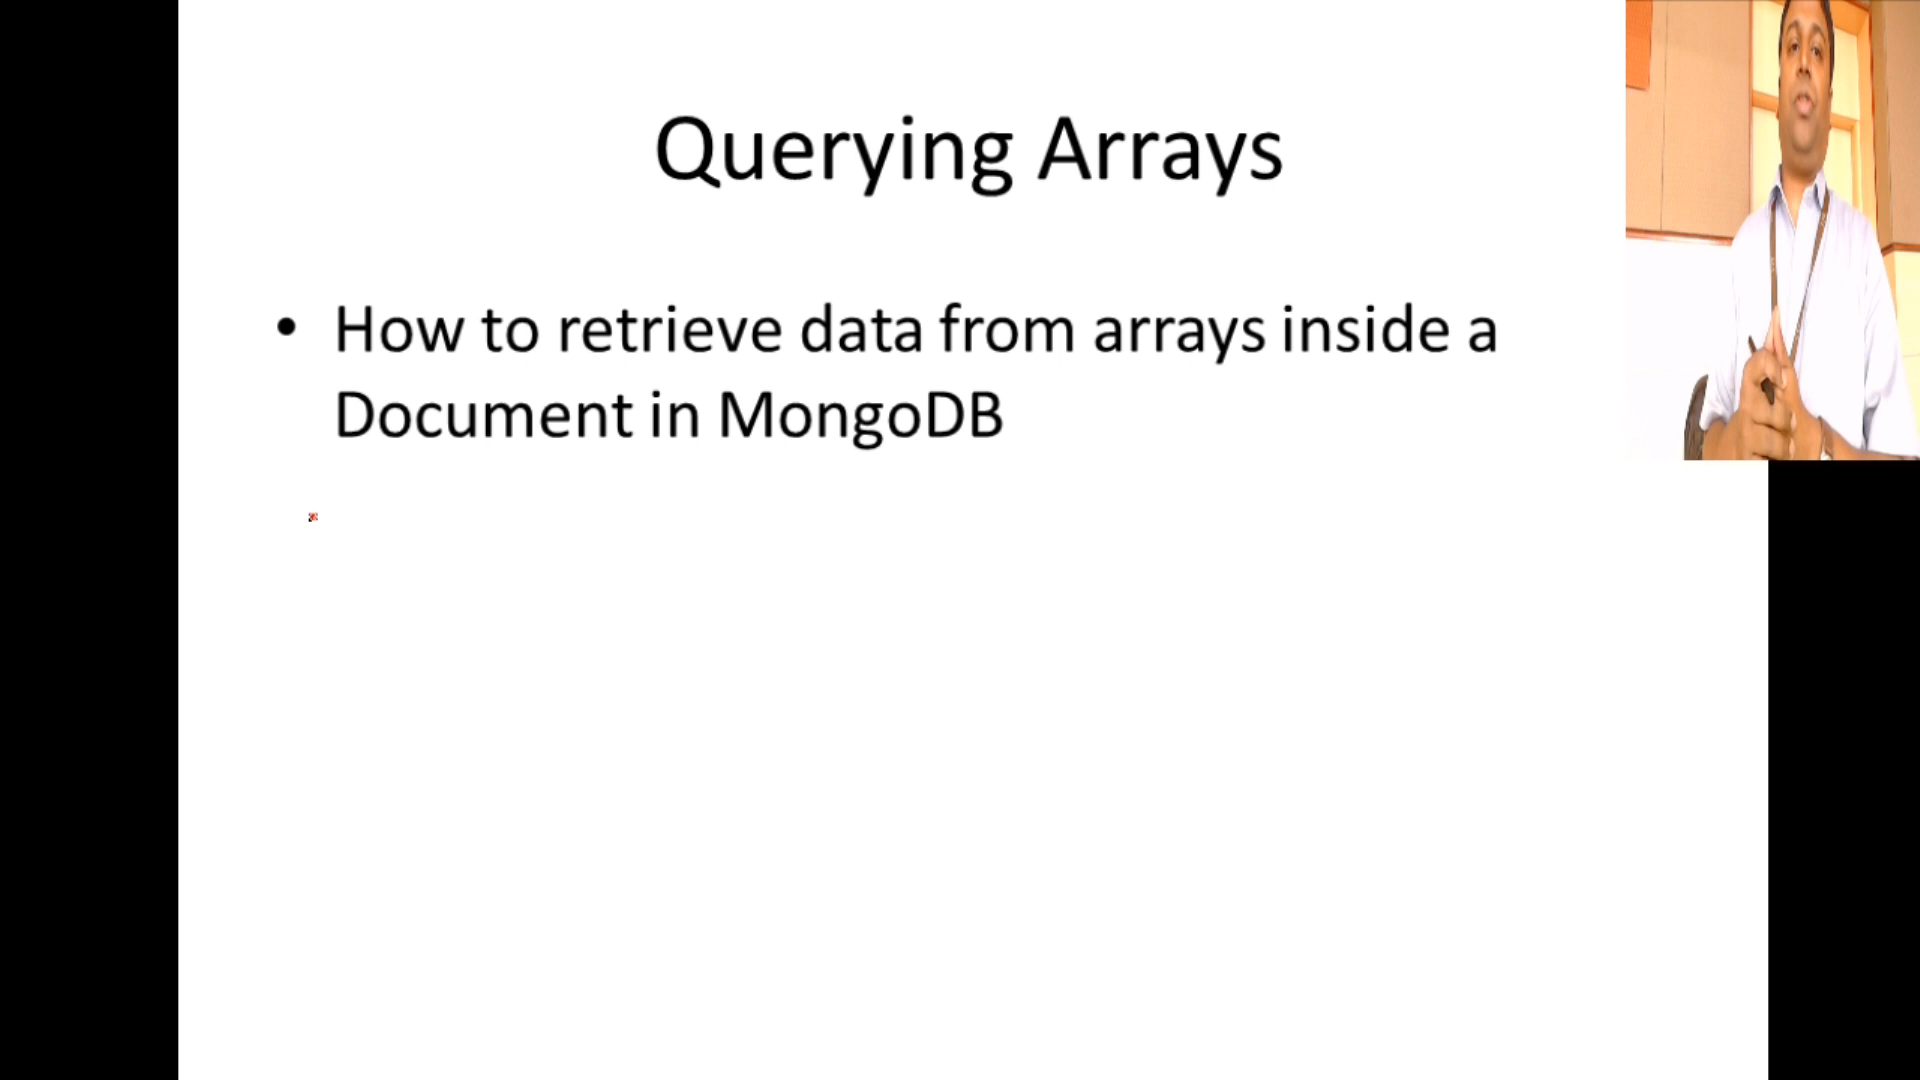 Querying Arrays
• How to retrieve data from arrays inside a
Document in MongoDB